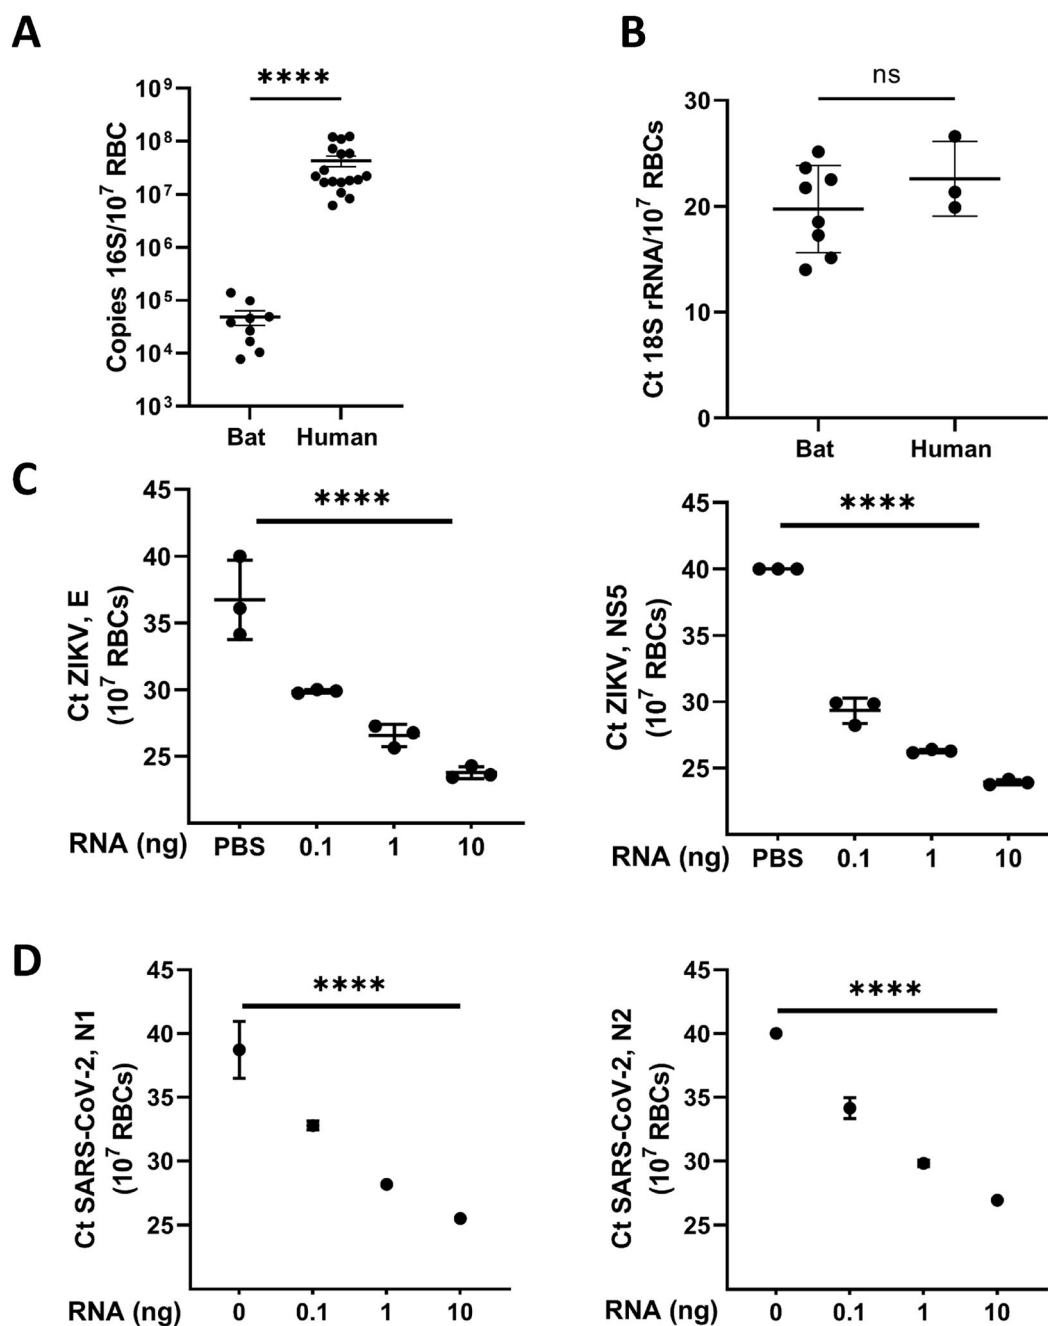 A
****
Copies 16S/10⁷ RBC
10⁹
10⁸
10⁷
10⁶
10⁵
10⁴
10³
Bat Human
B
ns
Ct 18S rRNA/10⁷ RBCs
30
20
10
0
Bat Human
C
****
Ct ZIKV, E
(10⁷ RBCs)
45
40
35
30
25
RNA (ng) PBS 0.1 1 10
****
Ct ZIKV, NS5
(10⁷ RBCs)
45
40
30
25
RNA (ng) PBS 0.1 1 10
D
****
Ct SARS-CoV-2, N1
(10⁷ RBCs)
45
40
35
30
25
RNA (ng) 0 0.1 1 10
****
Ct SARS-CoV-2, N2
(10⁷ RBCs)
45
40
35
30
25
RNA (ng) 0 0.1 1 10